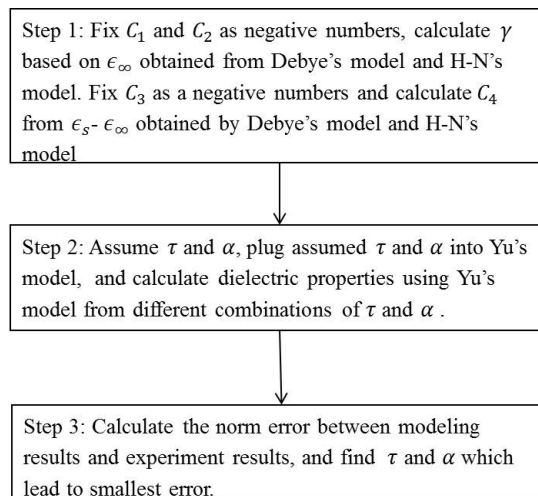 Step 1: Fix C₁ and C₂ as negative numbers, calculate γ
based on ϵ∞ obtained from Debye’s model and H-N’s
model. Fix C₃ as a negative numbers and calculate C₄
from ϵₛ- ϵ∞ obtained by Debye’s model and H-N’s
model
Step 2: Assume τ and α, plug assumed τ and α into Yu’s
model, and calculate dielectric properties using Yu’s
model from different combinations of τ and α .
Step 3: Calculate the norm error between modeling
results and experiment results, and find τ and α which
lead to smallest error.